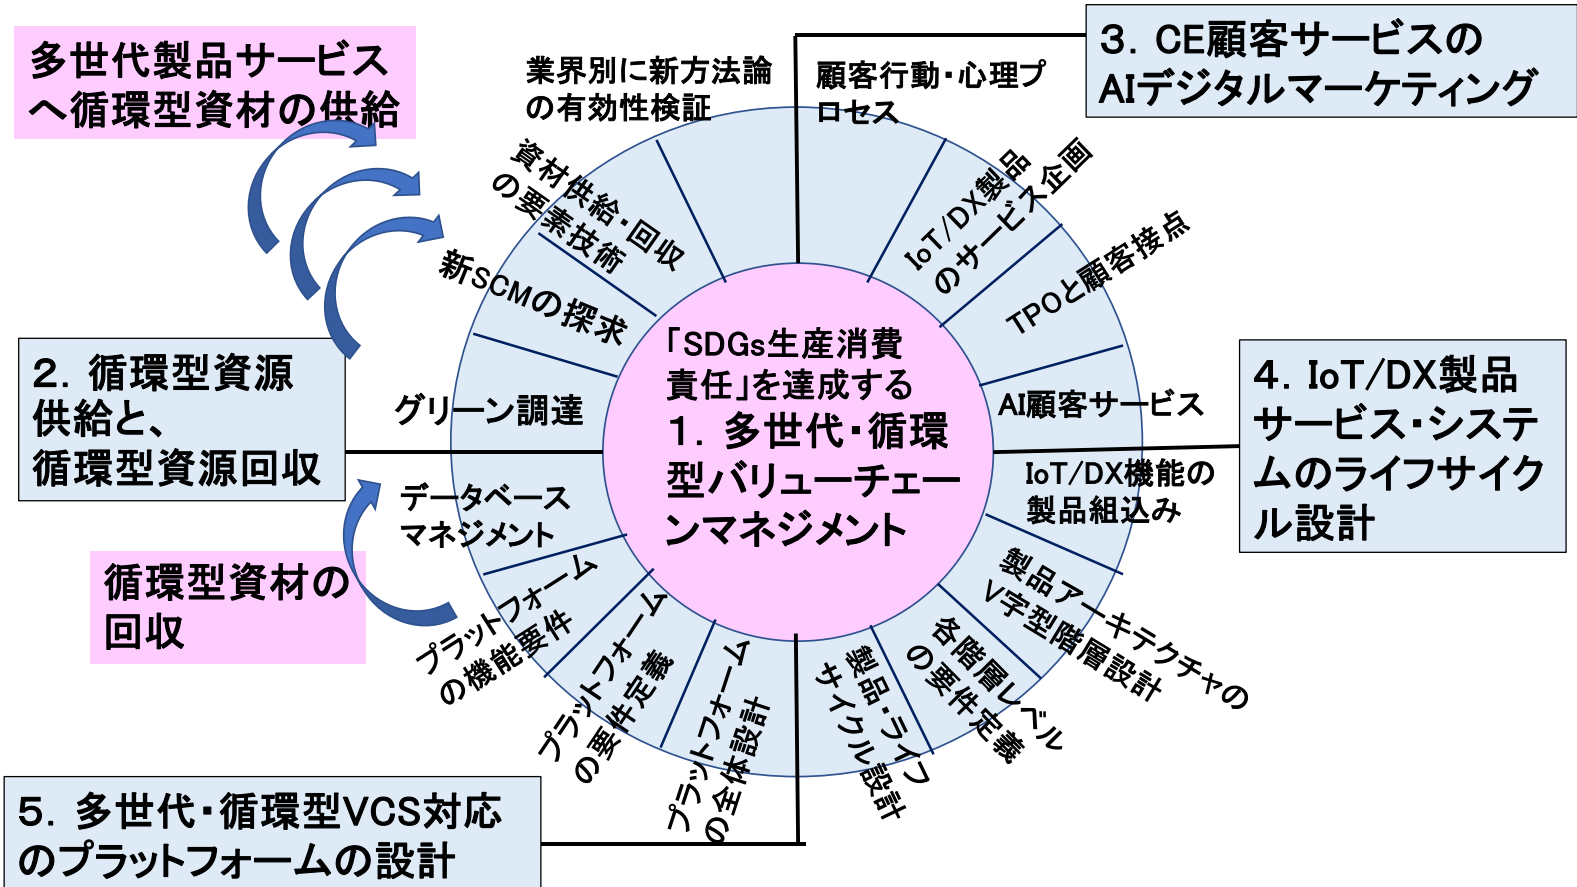 多世代製品サービス
へ循環型資材の供給
業界別に新方法論
の有効性検証
顧客行動・心理プ
ロセス
3. CE顧客サービスの
AIデジタルマーケティング
資材供給・回収
の要素技術
IoT/DX製品
のサービス企画
新SCMの探求
TPOと顧客接点
2. 循環型資源
供給と、
循環型資源回収
グリーン調達
「SDGs生産消費
責任」を達成する
1. 多世代・循環
型バリューチェー
ンマネジメント
AI顧客サービス
4. IoT/DX製品
サービス・システ
ムのライフサイク
ル設計
データベース
マネジメント
IoT/DX機能の
製品組込み
循環型資材の
回収
プラットフォーム
の機能要件
製品アーキテクチャの
V字型階層設計
プラットフォーム
の要件定義
各階層レベル
の要件定義
プラットフォーム
の全体設計
製品・ライフ
サイクル設計
5. 多世代・循環型VCS対応
のプラットフォームの設計